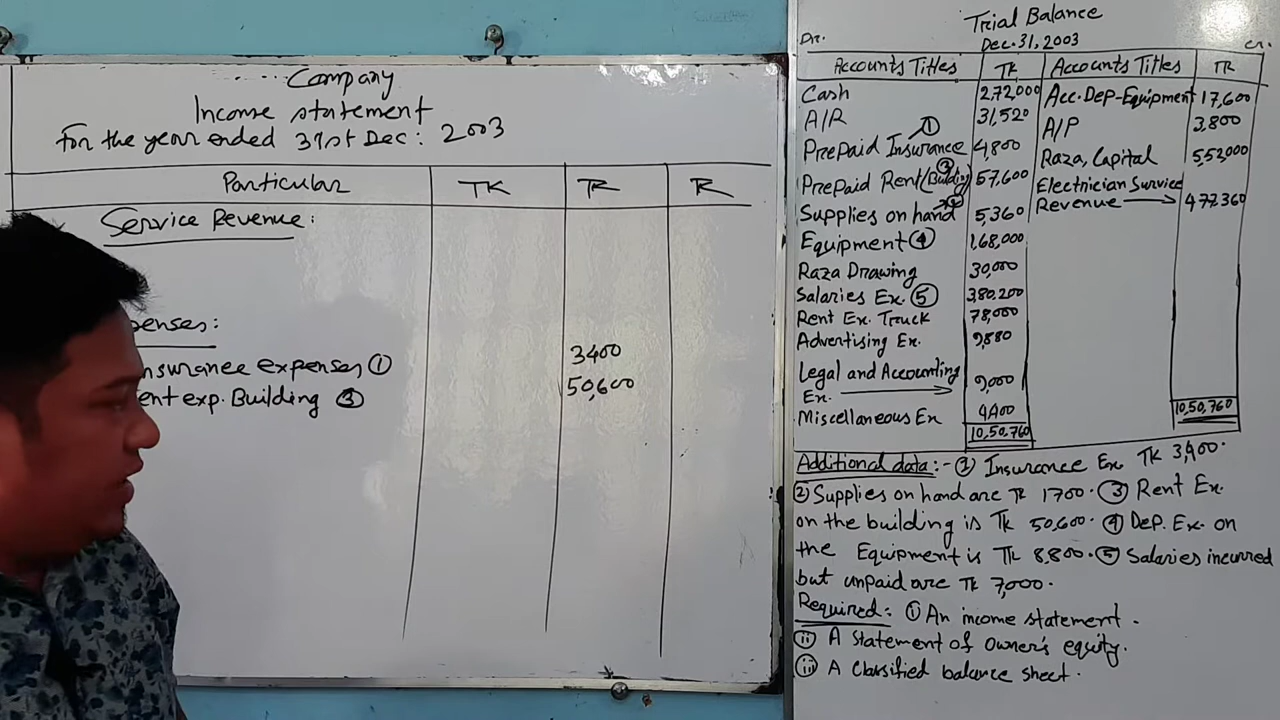 .... Company
Income statement
For the year ended 31st Dec: 2003
Particular TK TK R
Service Revenue:
penses:
nsurance expenses ① 3400
ent exp. Building ③ 50,600
Trial Balance
Dec. 31, 2003
Dr. Cr.
Accounts Titles TK Accounts Titles TK
Cash 2,72,000 Acc. Dep-Equipment 17,600
A/R 31,520 A/P 3,800
Prepaid Insurance ① 4,800 Raza, Capital 5,52,000
Prepaid Rent (Building) ③ 57,600 Electrician Service
Supplies on hand 5,360 Revenue → 4,77,360
Equipment ④ 1,68,000
Raza Drawing 30,000
Salaries Ex. ⑤ 3,80,200
Rent Ex. Truck 78,000
Advertising Ex. 9,880
Legal and Accounting
Ex. → 9,000
Miscellaneous Ex 4,400
10,50,760 10,50,760
Additional data:- ① Insurance Ex. TK 3,400.
② Supplies on hand are TK 1700. ③ Rent Ex.
on the building is TK 50,600. ④ Dep. Ex. on
the Equipment is TK 8,800. ⑤ Salaries incurred
but unpaid are TK 7,000.
Required: ① An income statement.
ⅱ A statement of owner's equity.
ⅲ A classified balance sheet.